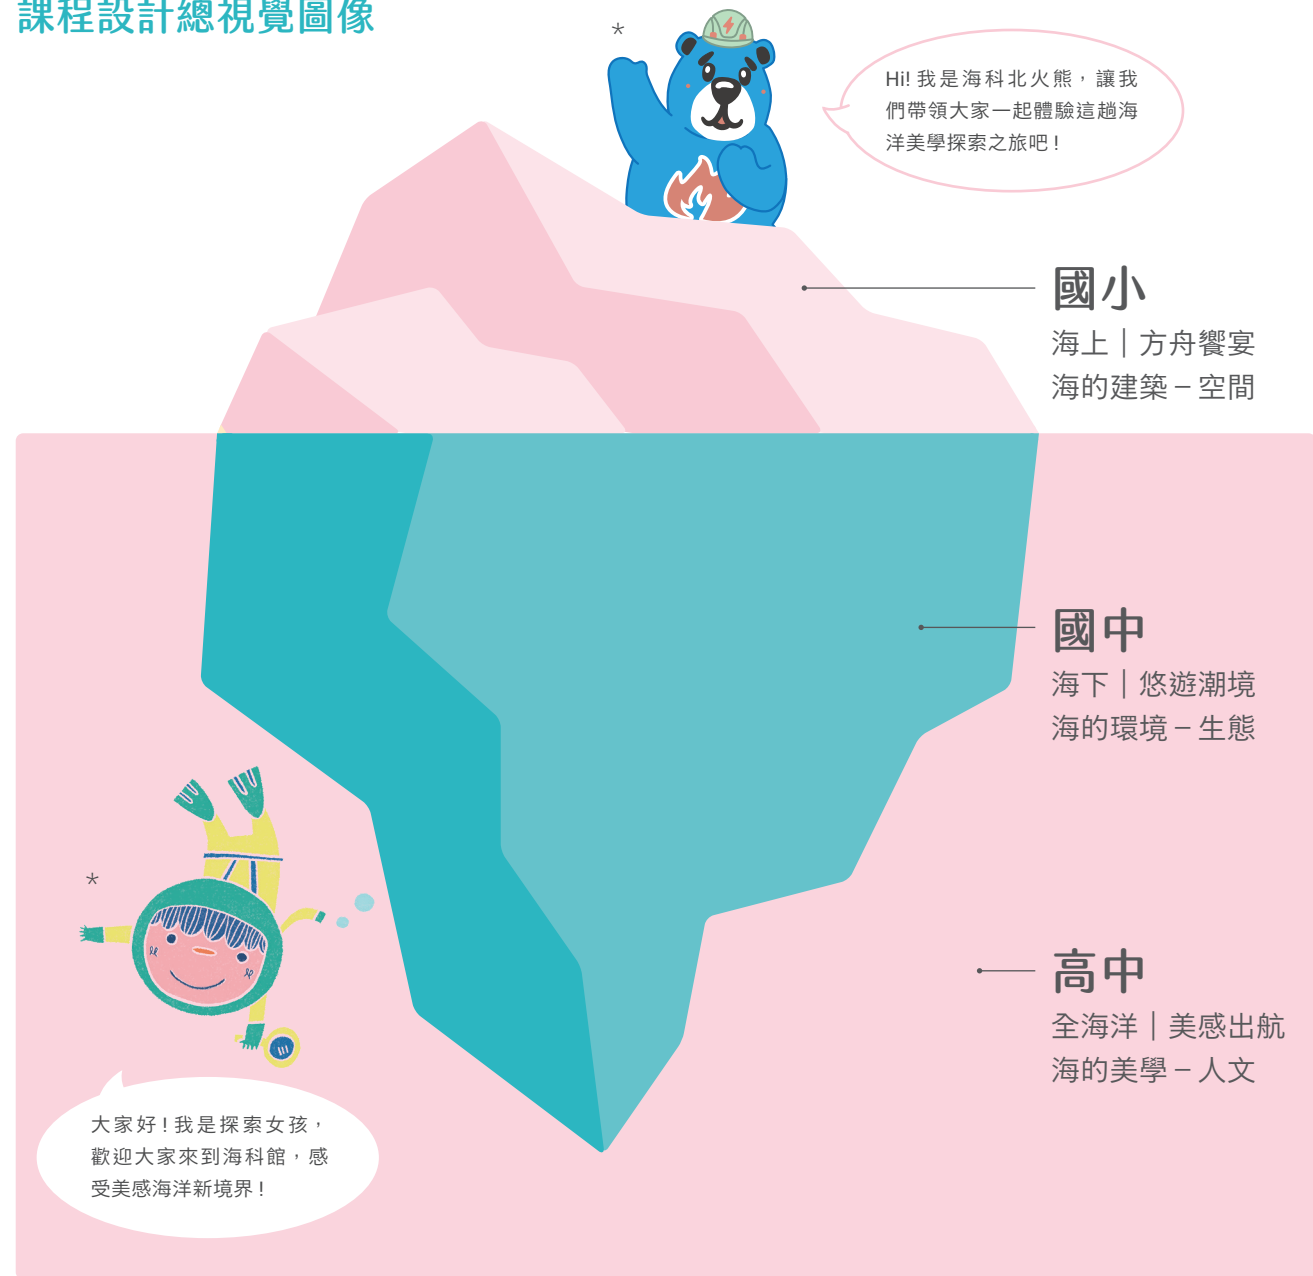 課程設計總視覺圖像
*
Hi! 我是海科北火熊，讓我
們帶領大家一起體驗這趟海
洋美學探索之旅吧！
國小
海上｜方舟饗宴
海的建築－空間
國中
海下｜悠遊潮境
海的環境－生態
*
高中
全海洋｜美感出航
海的美學－人文
大家好！我是探索女孩，
歡迎大家來到海科館，感
受美感海洋新境界！